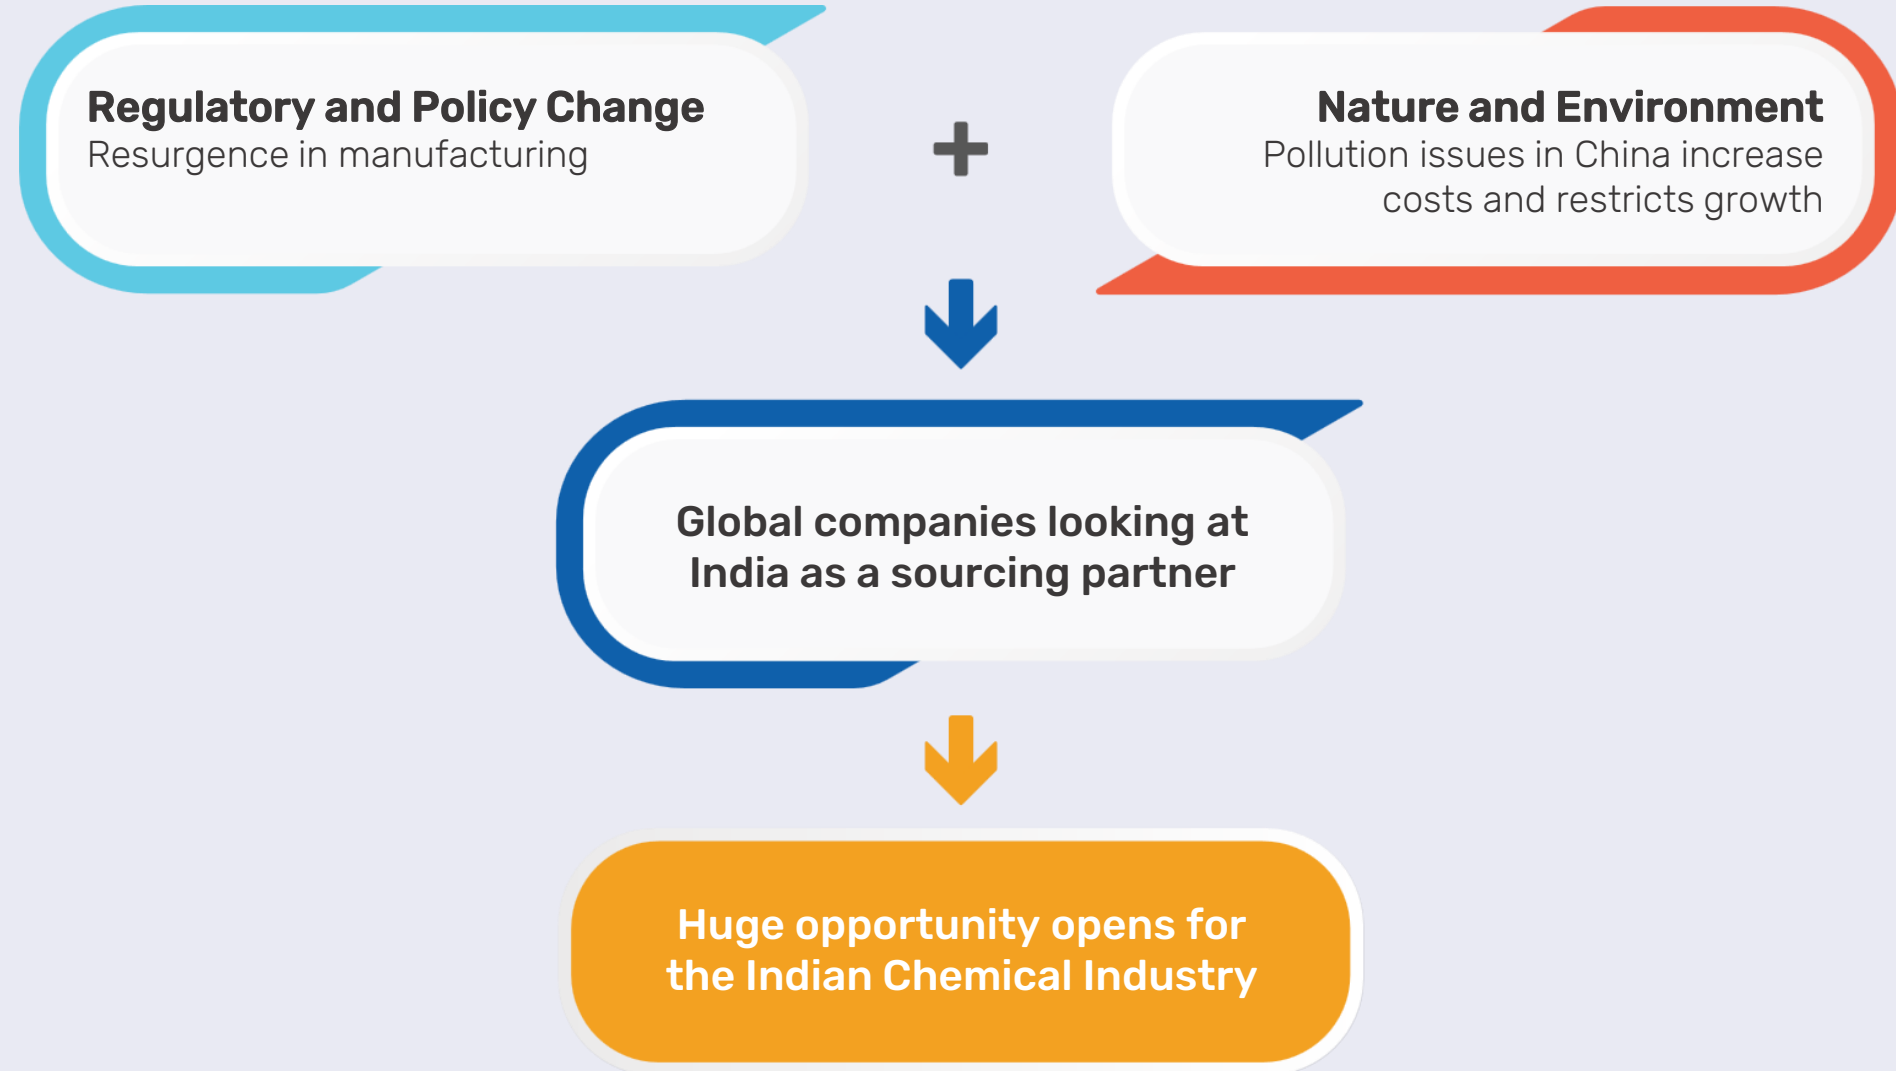 Regulatory and Policy Change
Resurgence in manufacturing
+
Nature and Environment
Pollution issues in China increase
costs and restricts growth
Global companies looking at
India as a sourcing partner
Huge opportunity opens for
the Indian Chemical Industry